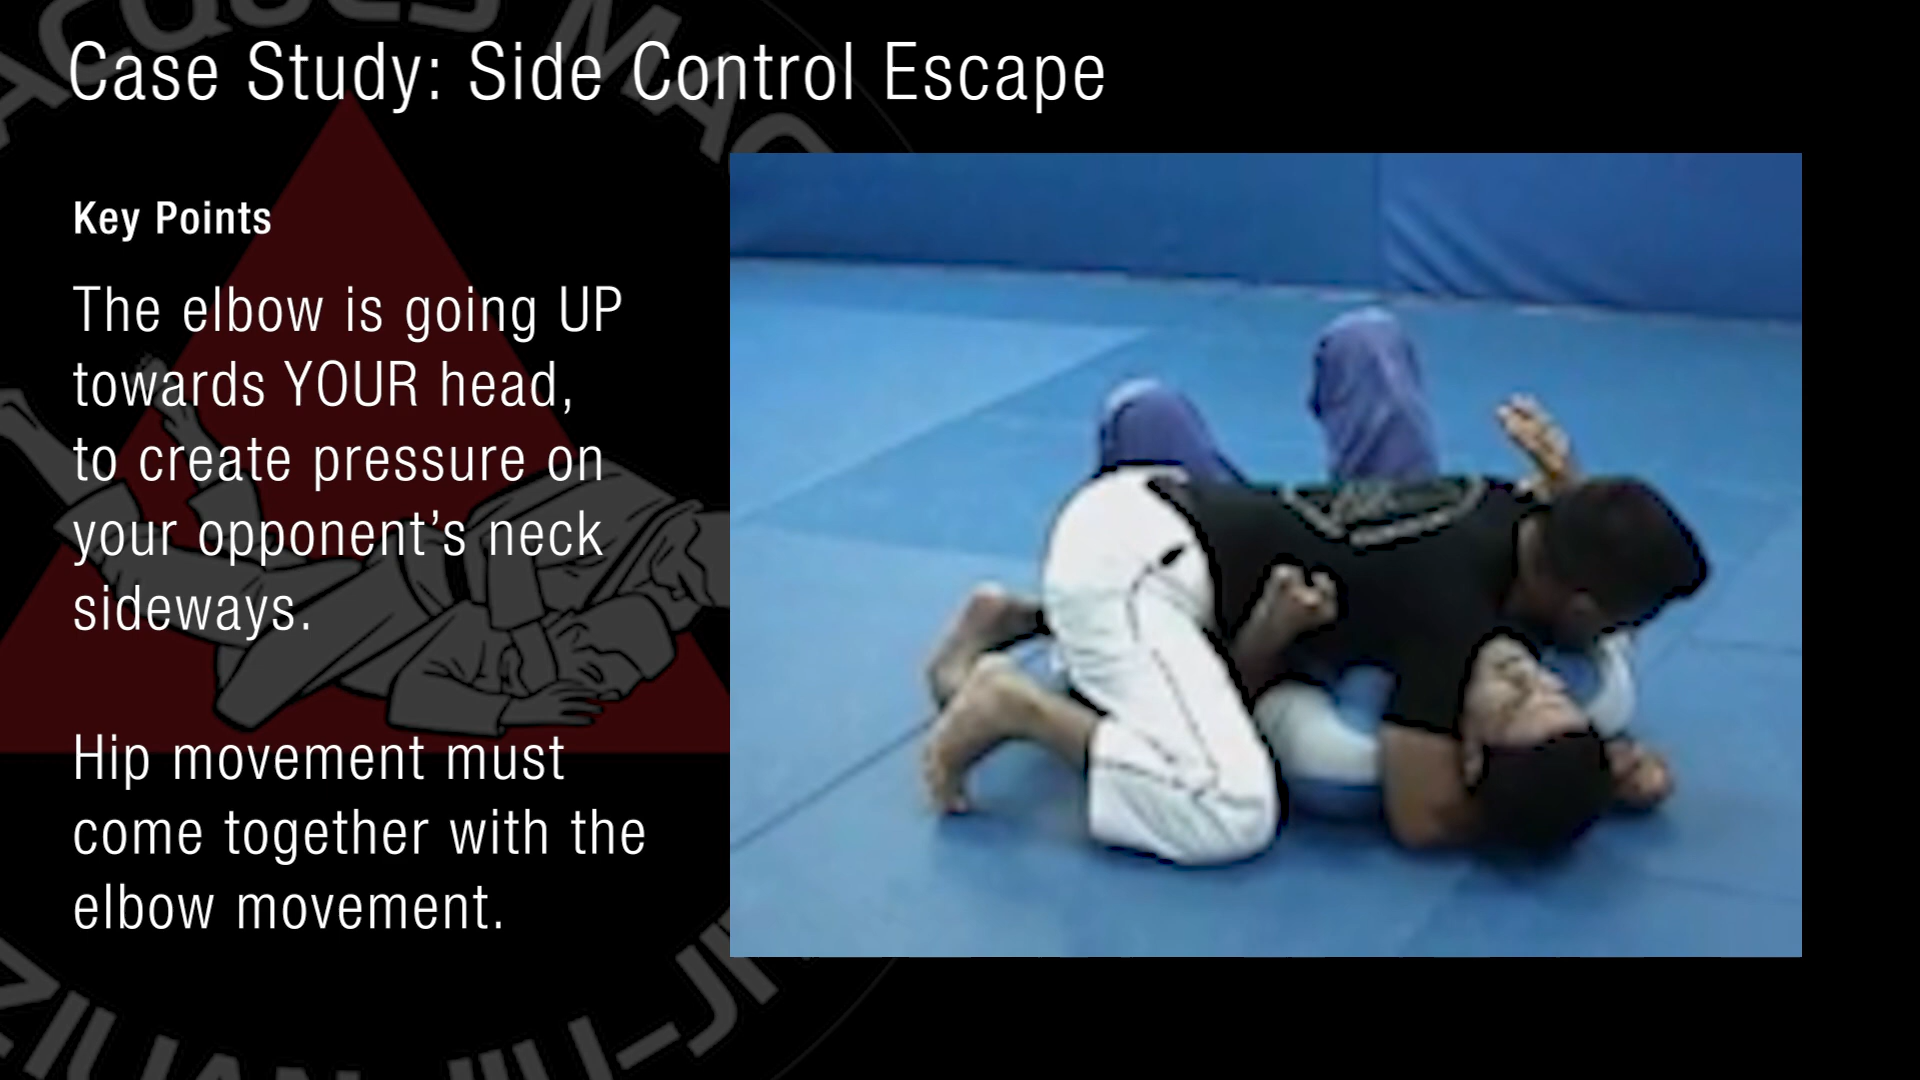 Case Study: Side Control Escape
Key Points
The elbow is going UP
towards YOUR head,
to create pressure on
your opponent’s neck
sideways.
Hip movement must
come together with the
elbow movement.